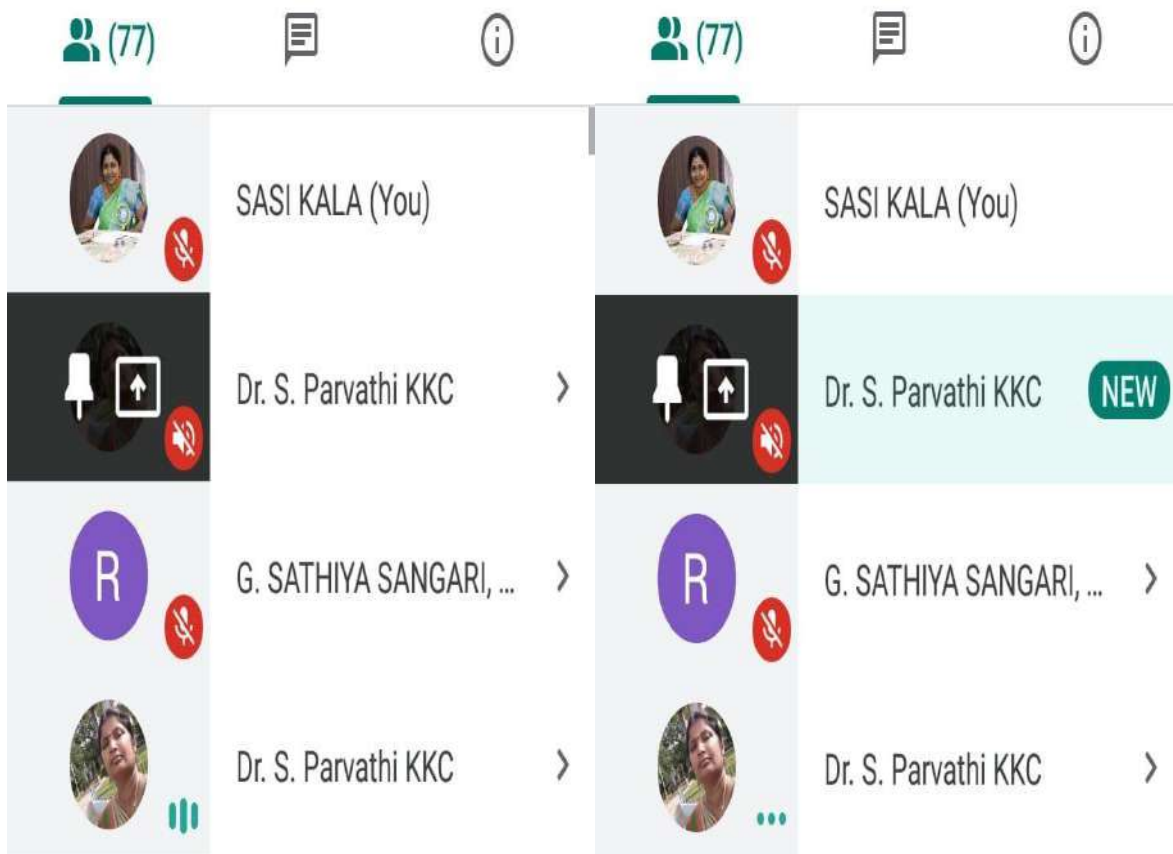 (77)
SASI KALA (You)
Dr. S. Parvathi KKC
R
G. SATHIYA SANGARI, ...
Dr. S. Parvathi KKC
(77)
SASI KALA (You)
Dr. S. Parvathi KKC NEW
R
G. SATHIYA SANGARI, ...
Dr. S. Parvathi KKC